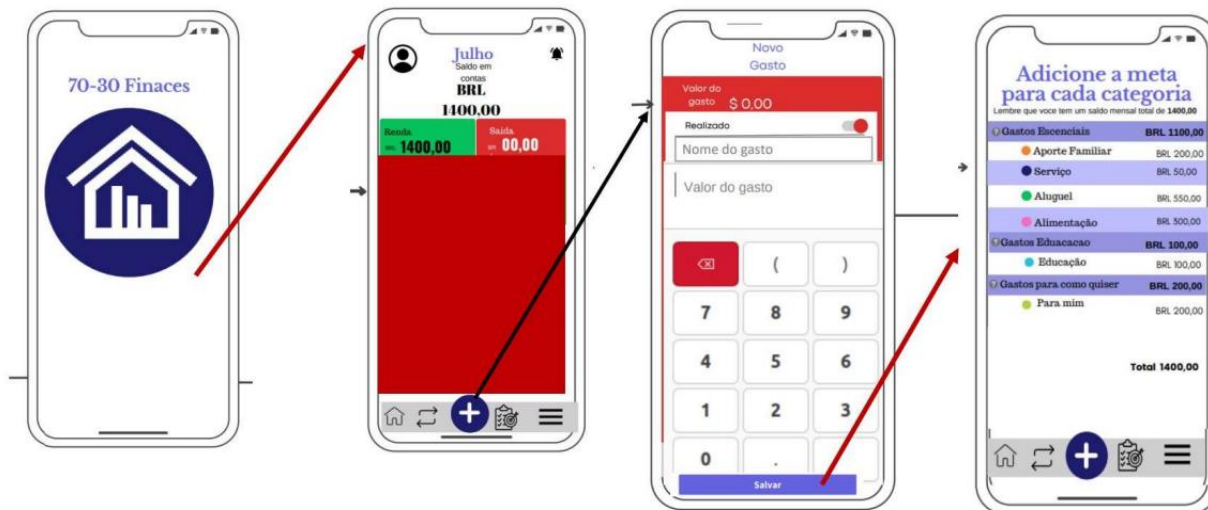 70-30 Finaces
Julho
Saldo em
contas
BRL
1400,00
Renda
BRL 1400,00
Saída
00,00
Novo
Gasto
Valor do
gasto $ 0,00
Realizado
Nome do gasto
Valor do gasto
( )
7 8 9
4 5 6
1 2 3
0 .
Salvar
Adicione a meta
para cada categoria
Lembre que voce tem um saldo mensal total de 1400,00
Gastos Escenciais BRL 1100,00
Aporte Familiar BRL 200,00
Serviço BRL 50,00
Aluguel BRL 550,00
Alimentação BRL 300,00
Gastos Eduacacao BRL 100,00
Educação BRL 100,00
Gastos para como quiser BRL 200,00
Para mim BRL 200,00
Total 1400,00